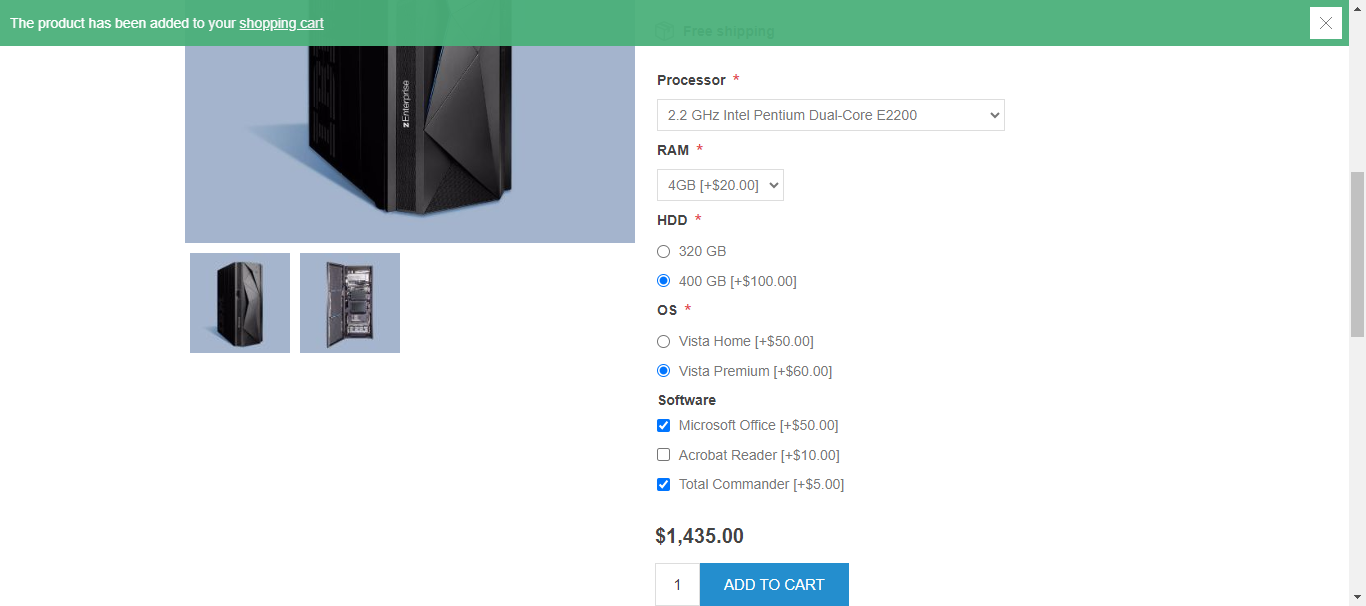 The product has been added to your shopping cart
Free shipping
zEnterprise
Processor *
2.2 GHz Intel Pentium Dual-Core E2200
RAM *
4GB [+$20.00]
HDD *
320 GB
400 GB [+$100.00]
OS *
Vista Home [+$50.00]
Vista Premium [+$60.00]
Software
Microsoft Office [+$50.00]
Acrobat Reader [+$10.00]
Total Commander [+$5.00]
$1,435.00
1 ADD TO CART